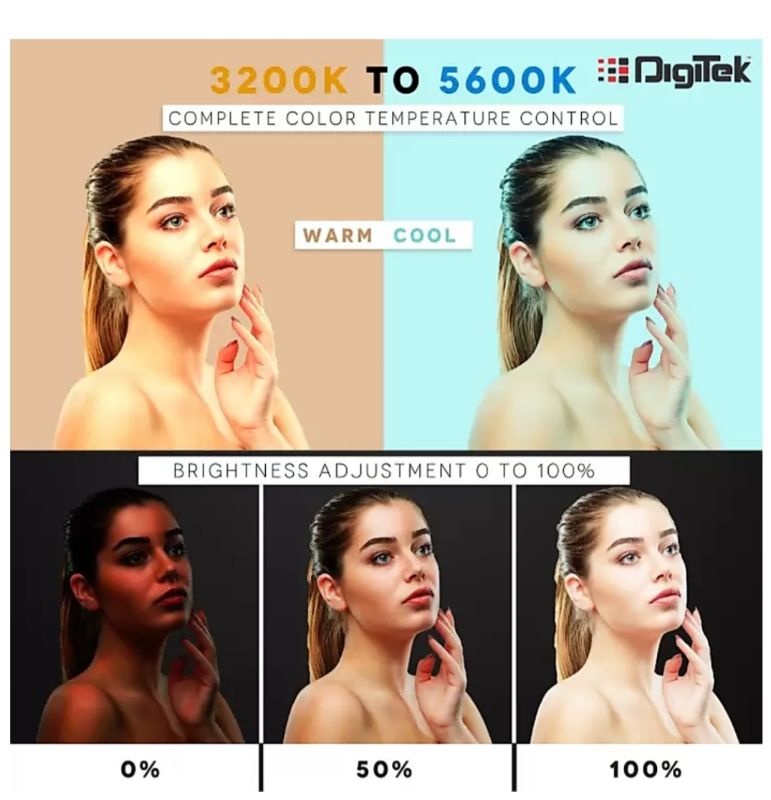 3200K TO 5600K
DIGITek
COMPLETE COLOR TEMPERATURE CONTROL
WARM COOL
BRIGHTNESS ADJUSTMENT 0 TO 100%
0% 50% 100%